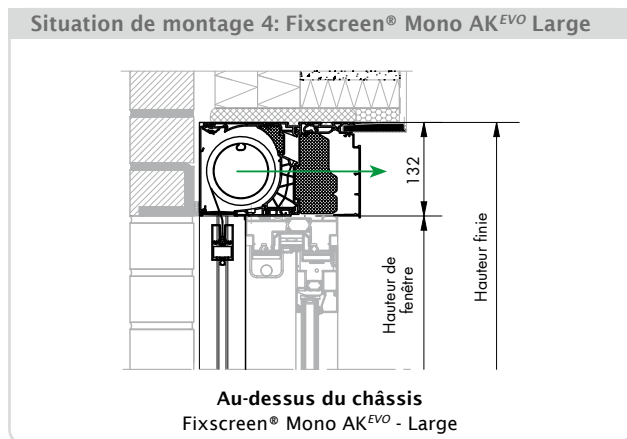 Situation de montage 4: Fixscreen® Mono AKEVO Large
132
Hauteur de
fenêtre
Hauteur finie
Au-dessus du châssis
Fixscreen® Mono AKEVO - Large